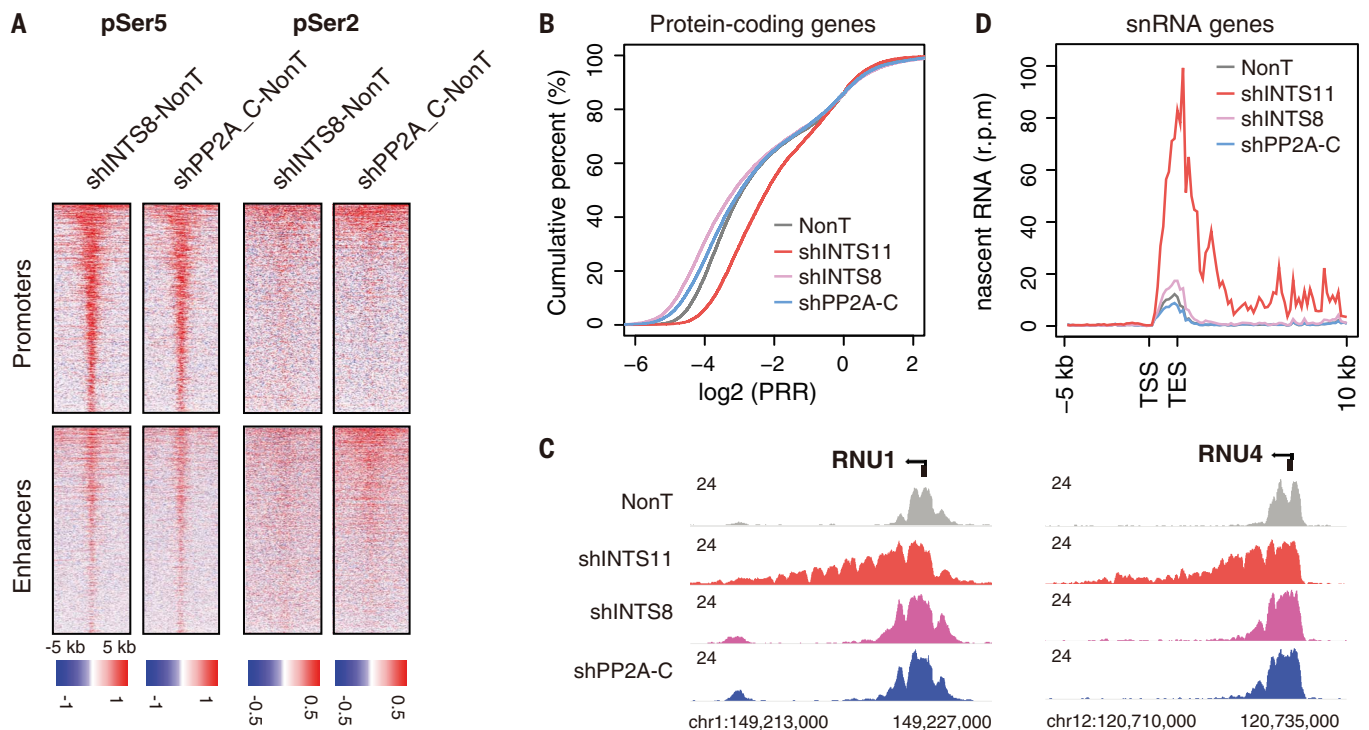 A
pSer5
pSer2
shINTS8-NonT
shPP2A_C-NonT
shINTS8-NonT
shPP2A_C-NonT
Promoters
Enhancers
-5 kb
5 kb
-1
1
-1
1
-0.5
0.5
-0.5
0.5
B
Protein-coding genes
Cumulative percent (%)
100
80
60
40
20
0
NonT
shINTS11
shINTS8
shPP2A-C
−6
−4
−2
0
2
log2 (PRR)
D
snRNA genes
nascent RNA (r.p.m)
100
80
60
40
20
0
NonT
shINTS11
shINTS8
shPP2A-C
−5 kb
TSS
TES
10 kb
C
RNU1
RNU4
NonT
24
24
shINTS11
24
24
shINTS8
24
24
shPP2A-C
24
24
chr1:149,213,000
149,227,000
chr12:120,710,000
120,735,000